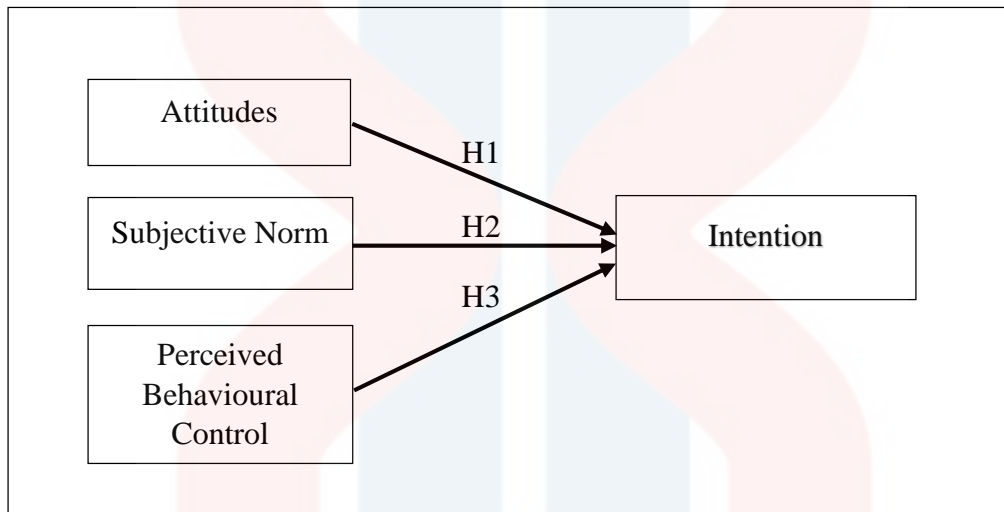 Attitudes
H1
Subjective Norm
H2
Intention
H3
Perceived
Behavioural
Control